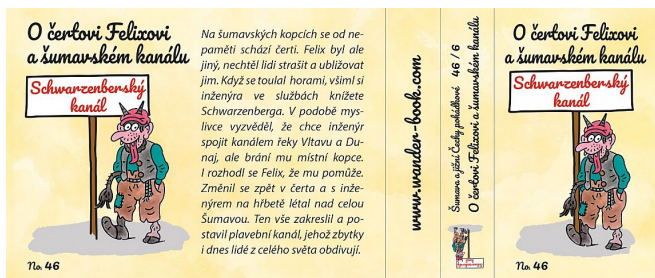 O čertovi Felixovi
a šumavském kanálu
Schwarzenberský
kanál
No. 46
Na šumavských kopcích se od ne-
paměti schází čerti. Felix byl ale
jiný, nechtěl lidi strašit a ubližovat
jim. Když se toulal horami, všiml si
inženýra ve službách knížete
Schwarzenberga. V podobě mys-
livce vyzvěděl, že chce inženýr
spojit kanálem řeky Vltavu a Du-
naj, ale brání mu místní kopce.
I rozhodl se Felix, že mu pomůže.
Změnil se zpět v čerta a s inže-
nýrem na hřbetě létal nad celou
Šumavou. Ten vše zakreslil a po-
stavil plavební kanál, jehož zbytky
i dnes lidé z celého světa obdivují.
www.wander-book.com
Šumava a jižní Čechy pohádkové 46 / 6
O čertovi Felixovi a šumavském kanálu
O čertovi Felixovi
a šumavském kanálu
Schwarzenberský
kanál
No. 46